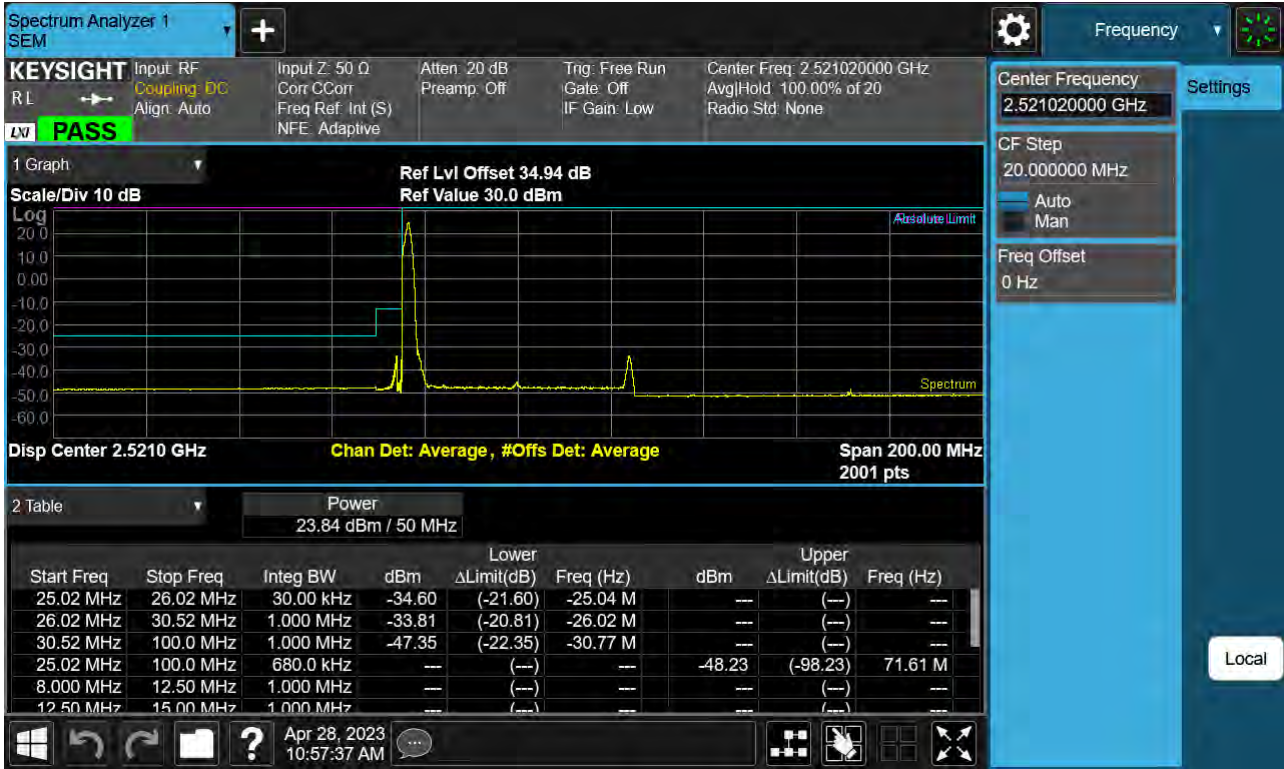 Spectrum Analyzer 1
SEM
Frequency
KEYSIGHT
RL
LXI
PASS
Input: RF
Coupling: DC
Align: Auto
Input Z: 50 Ω
Corr CCorr
Freq Ref: Int (S)
NFE: Adaptive
Atten: 20 dB
Preamp: Off
Trig: Free Run
Gate: Off
IF Gain: Low
Center Freq: 2.521020000 GHz
Avg|Hold: 100.00% of 20
Radio Std: None
Center Frequency
2.521020000 GHz
Settings
CF Step
20.000000 MHz
Auto
Man
Freq Offset
0 Hz
Local
1 Graph
Scale/Div 10 dB
Ref Lvl Offset 34.94 dB
Ref Value 30.0 dBm
Log
20.0
10.0
0.00
-10.0
-20.0
-30.0
-40.0
-50.0
-60.0
Limit
Spectrum
Disp Center 2.5210 GHz
Chan Det: Average, #Offs Det: Average
Span 200.00 MHz
2001 pts
2 Table
Power
23.84 dBm / 50 MHz
Lower Upper
Start Freq Stop Freq Integ BW dBm ΔLimit(dB) Freq (Hz) dBm ΔLimit(dB) Freq (Hz)
25.02 MHz 26.02 MHz 30.00 kHz -34.60 (-21.60) -25.04 M --- (---) ---
26.02 MHz 30.52 MHz 1.000 MHz -33.81 (-20.81) -26.02 M --- (---) ---
30.52 MHz 100.0 MHz 1.000 MHz -47.35 (-22.35) -30.77 M --- (---) ---
25.02 MHz 100.0 MHz 680.0 kHz --- (---) --- -48.23 (-98.23) 71.61 M
8.000 MHz 12.50 MHz 1.000 MHz --- (---) --- --- (---) ---
12.50 MHz 15.00 MHz 1.000 MHz --- (---) --- --- (---) ---
?
Apr 28, 2023
10:57:37 AM